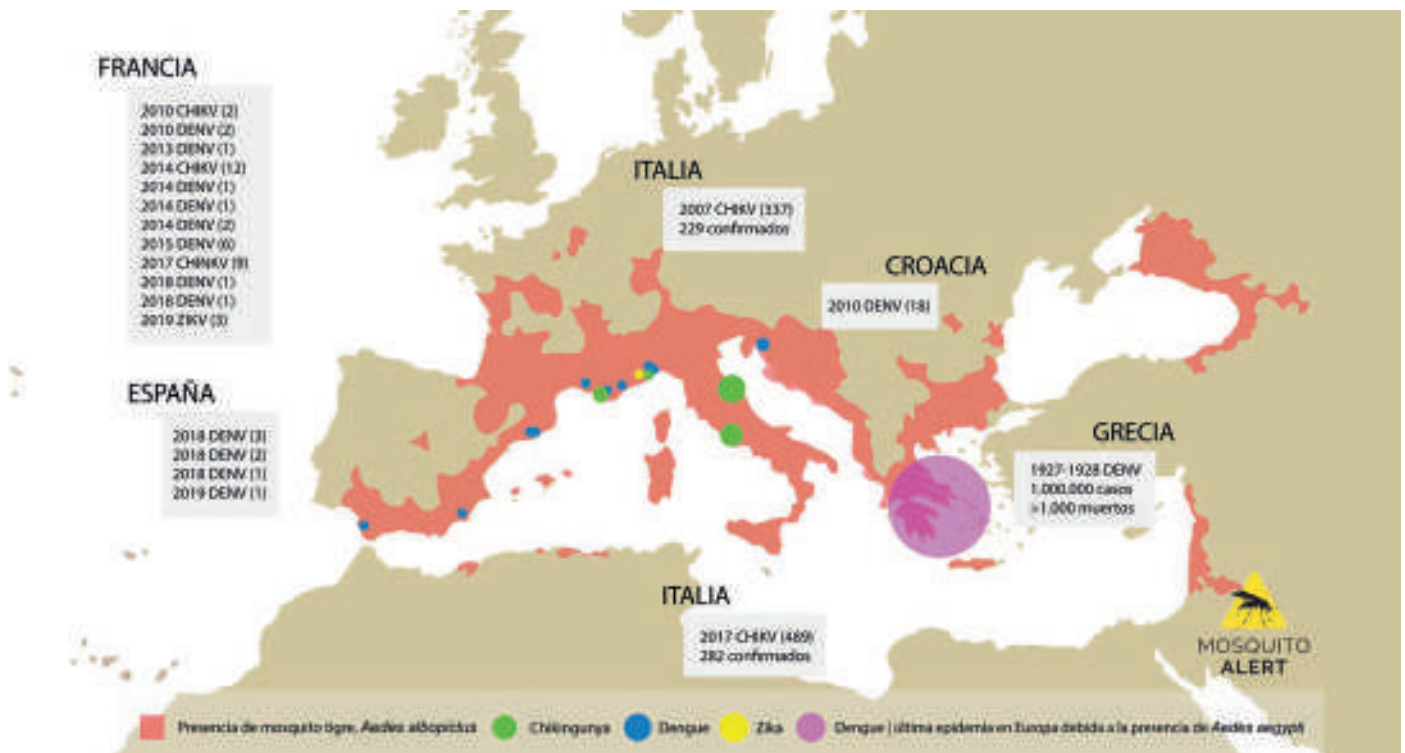 FRANCIA
2010 CHIKV (2)
2010 DENV (2)
2013 DENV (1)
2014 CHIKV (12)
2014 DENV (1)
2014 DENV (1)
2014 DENV (2)
2015 DENV (6)
2017 CHINKV (9)
2018 DENV (1)
2018 DENV (1)
2019 ZIKV (3)
ESPAÑA
2018 DENV (3)
2018 DENV (2)
2018 DENV (1)
2019 DENV (1)
ITALIA
2007 CHIKV (337)
229 confirmados
CROACIA
2010 DENV (18)
GRECIA
1927-1928 DENV
1,000,000 casos
>1,000 muertos
ITALIA
2017 CHIKV (489)
282 confirmados
MOSQUITO
ALERT
Presencia de mosquito tigre, Aedes albopictus
Chikingunya
Dengue
Zika
Dengue | última epidemia en Europa debida a la presencia de Aedes aegypti